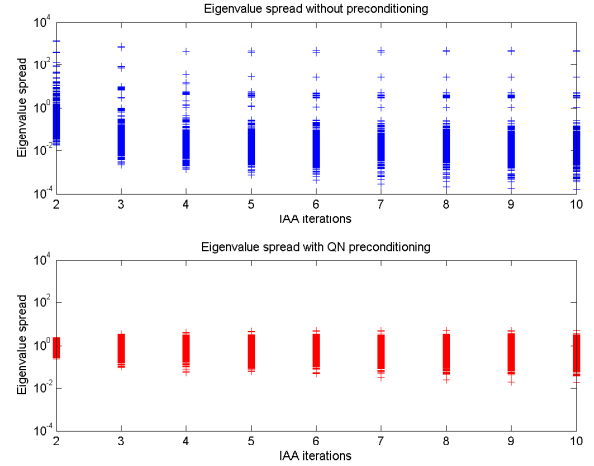 Eigenvalue spread without preconditioning
10^4
10^2
10^0
10^-2
10^-4
Eigenvalue spread
2 3 4 5 6 7 8 9 10
IAA iterations
Eigenvalue spread with QN preconditioning
10^4
10^2
10^0
10^-2
10^-4
Eigenvalue spread
2 3 4 5 6 7 8 9 10
IAA iterations